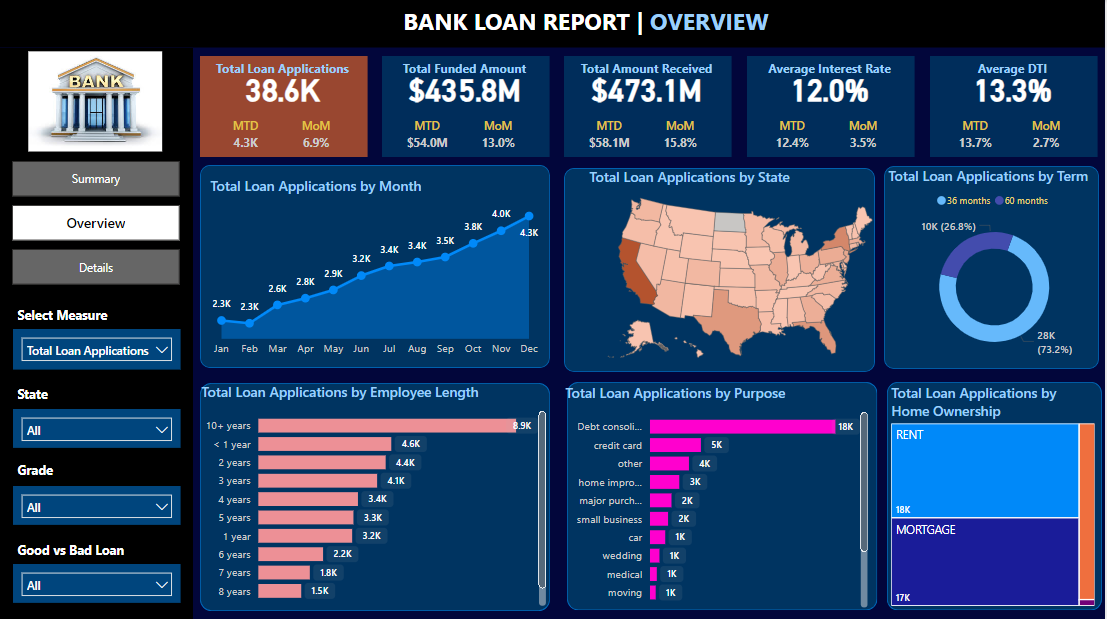 BANK LOAN REPORT | OVERVIEW
BANK
Summary
Overview
Details
Select Measure
Total Loan Applications
State
All
Grade
All
Good vs Bad Loan
All
Total Loan Applications
38.6K
MTD MoM
4.3K 6.9%
Total Funded Amount
$435.8M
MTD MoM
$54.0M 13.0%
Total Amount Received
$473.1M
MTD MoM
$58.1M 15.8%
Average Interest Rate
12.0%
MTD MoM
12.4% 3.5%
Average DTI
13.3%
MTD MoM
13.7% 2.7%
Total Loan Applications by Month
2.3K 2.3K 2.6K 2.8K 2.9K 3.2K 3.4K 3.4K 3.5K 3.8K 4.0K 4.3K
Jan Feb Mar Apr May Jun Jul Aug Sep Oct Nov Dec
Total Loan Applications by State
Total Loan Applications by Term
36 months 60 months
10K (26.8%)
28K
(73.2%)
Total Loan Applications by Employee Length
10+ years 8.9K
< 1 year 4.6K
2 years 4.4K
3 years 4.1K
4 years 3.4K
5 years 3.3K
1 year 3.2K
6 years 2.2K
7 years 1.8K
8 years 1.5K
Total Loan Applications by Purpose
Debt consoli... 18K
credit card 5K
other 4K
home impro... 3K
major purch... 2K
small business 2K
car 1K
wedding 1K
medical 1K
moving 1K
Total Loan Applications by
Home Ownership
RENT
18K
MORTGAGE
17K